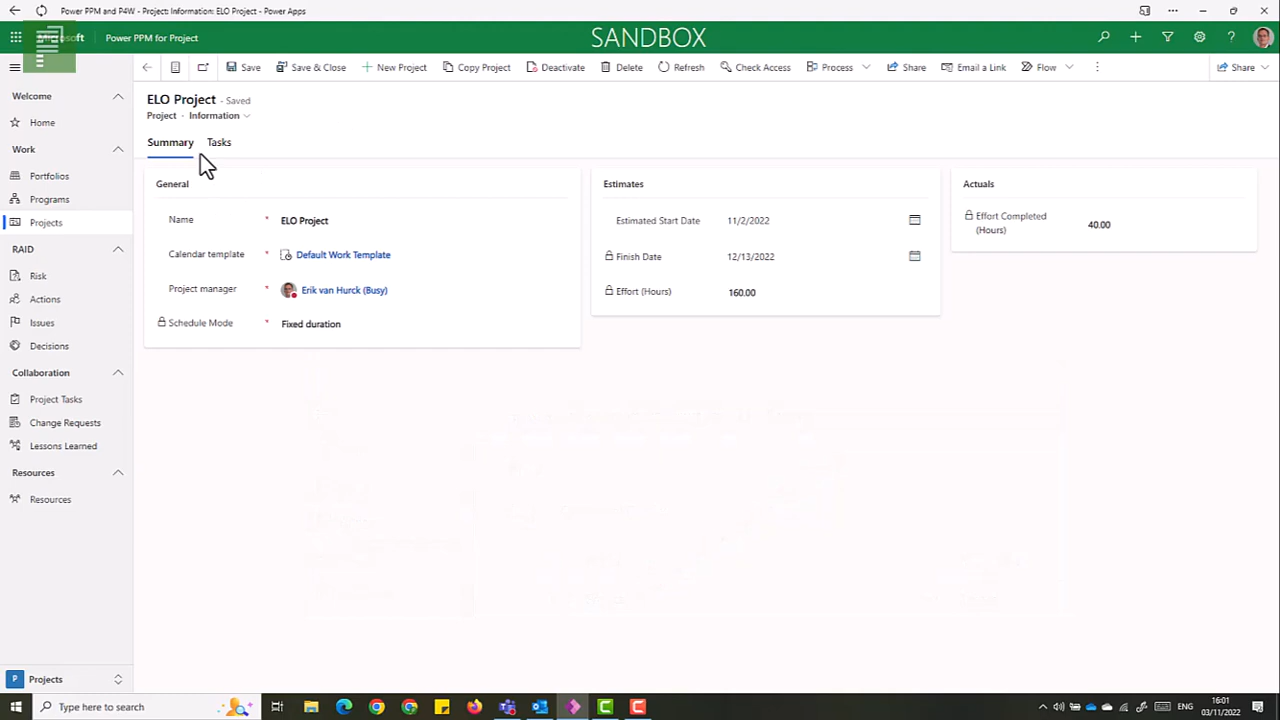 Power PPM and P4W - Project: Information: ELO Project - Power Apps
Microsoft
Power PPM for Project
SANDBOX
Save
Save & Close
New Project
Copy Project
Deactivate
Delete
Refresh
Check Access
Process
Share
Email a Link
Flow
Share
Welcome
Home
Work
Portfolios
Programs
Projects
RAID
Risk
Actions
Issues
Decisions
Collaboration
Project Tasks
Change Requests
Lessons Learned
Resources
Resources
P Projects
ELO Project - Saved
Project · Information
Summary Tasks
General
Name * ELO Project
Calendar template * Default Work Template
Project manager * Erik van Hurck (Busy)
Schedule Mode * Fixed duration
Estimates
Estimated Start Date 11/2/2022
Finish Date 12/13/2022
Effort (Hours) 160.00
Actuals
Effort Completed
(Hours) 40.00
Type here to search
ENG
16:01
03/11/2022